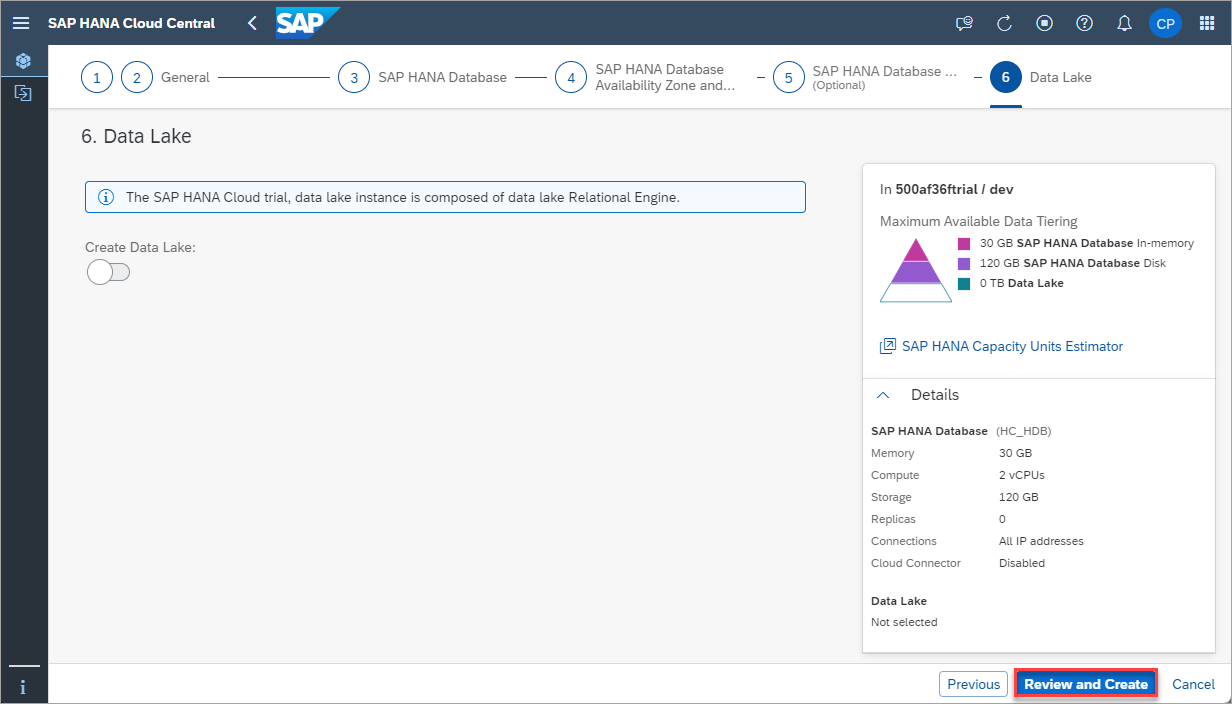 SAP HANA Cloud Central
SAP
CP
1
2
General
3
SAP HANA Database
4
SAP HANA Database
Availability Zone and...
5
SAP HANA Database ...
(Optional)
6
Data Lake
6. Data Lake
The SAP HANA Cloud trial, data lake instance is composed of data lake Relational Engine.
Create Data Lake:
In 500af36ftrial / dev
Maximum Available Data Tiering
30 GB SAP HANA Database In-memory
120 GB SAP HANA Database Disk
0 TB Data Lake
SAP HANA Capacity Units Estimator
Details
SAP HANA Database (HC_HDB)
Memory 30 GB
Compute 2 vCPUs
Storage 120 GB
Replicas 0
Connections All IP addresses
Cloud Connector Disabled
Data Lake
Not selected
Previous Review and Create Cancel